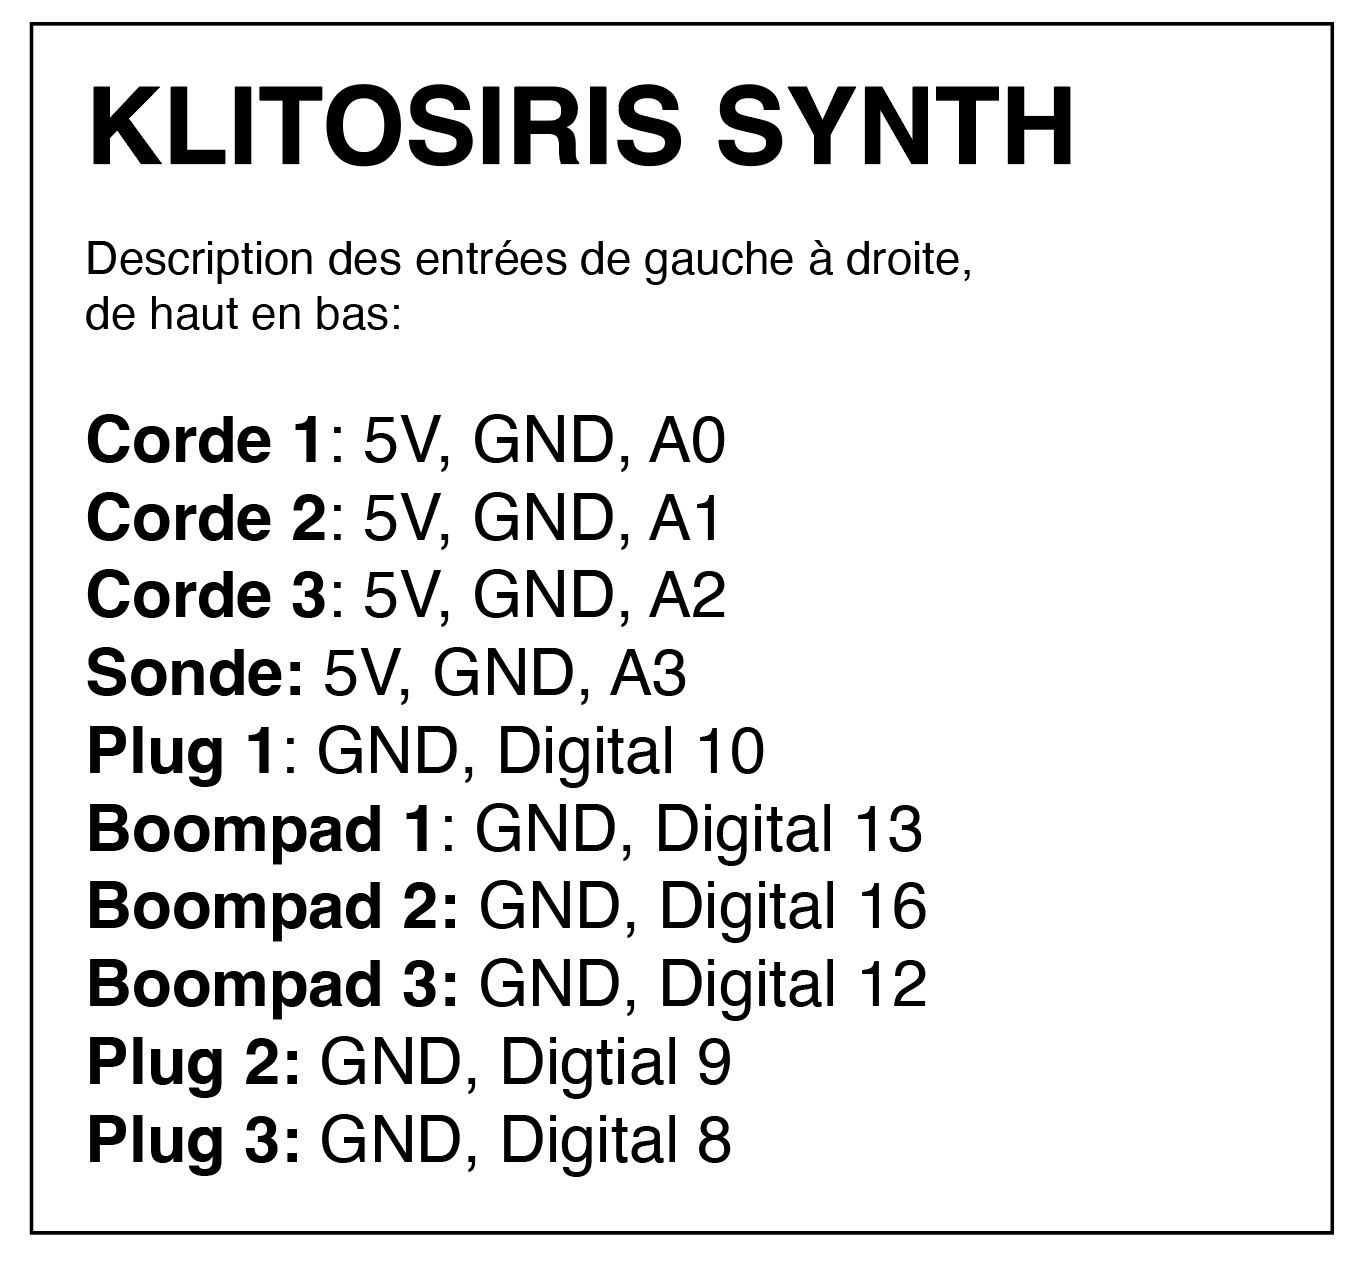 KLITOSIRIS SYNTH
Description des entrées de gauche à droite,
de haut en bas:
Corde 1: 5V, GND, A0
Corde 2: 5V, GND, A1
Corde 3: 5V, GND, A2
Sonde: 5V, GND, A3
Plug 1: GND, Digital 10
Boompad 1: GND, Digital 13
Boompad 2: GND, Digital 16
Boompad 3: GND, Digital 12
Plug 2: GND, Digtial 9
Plug 3: GND, Digital 8